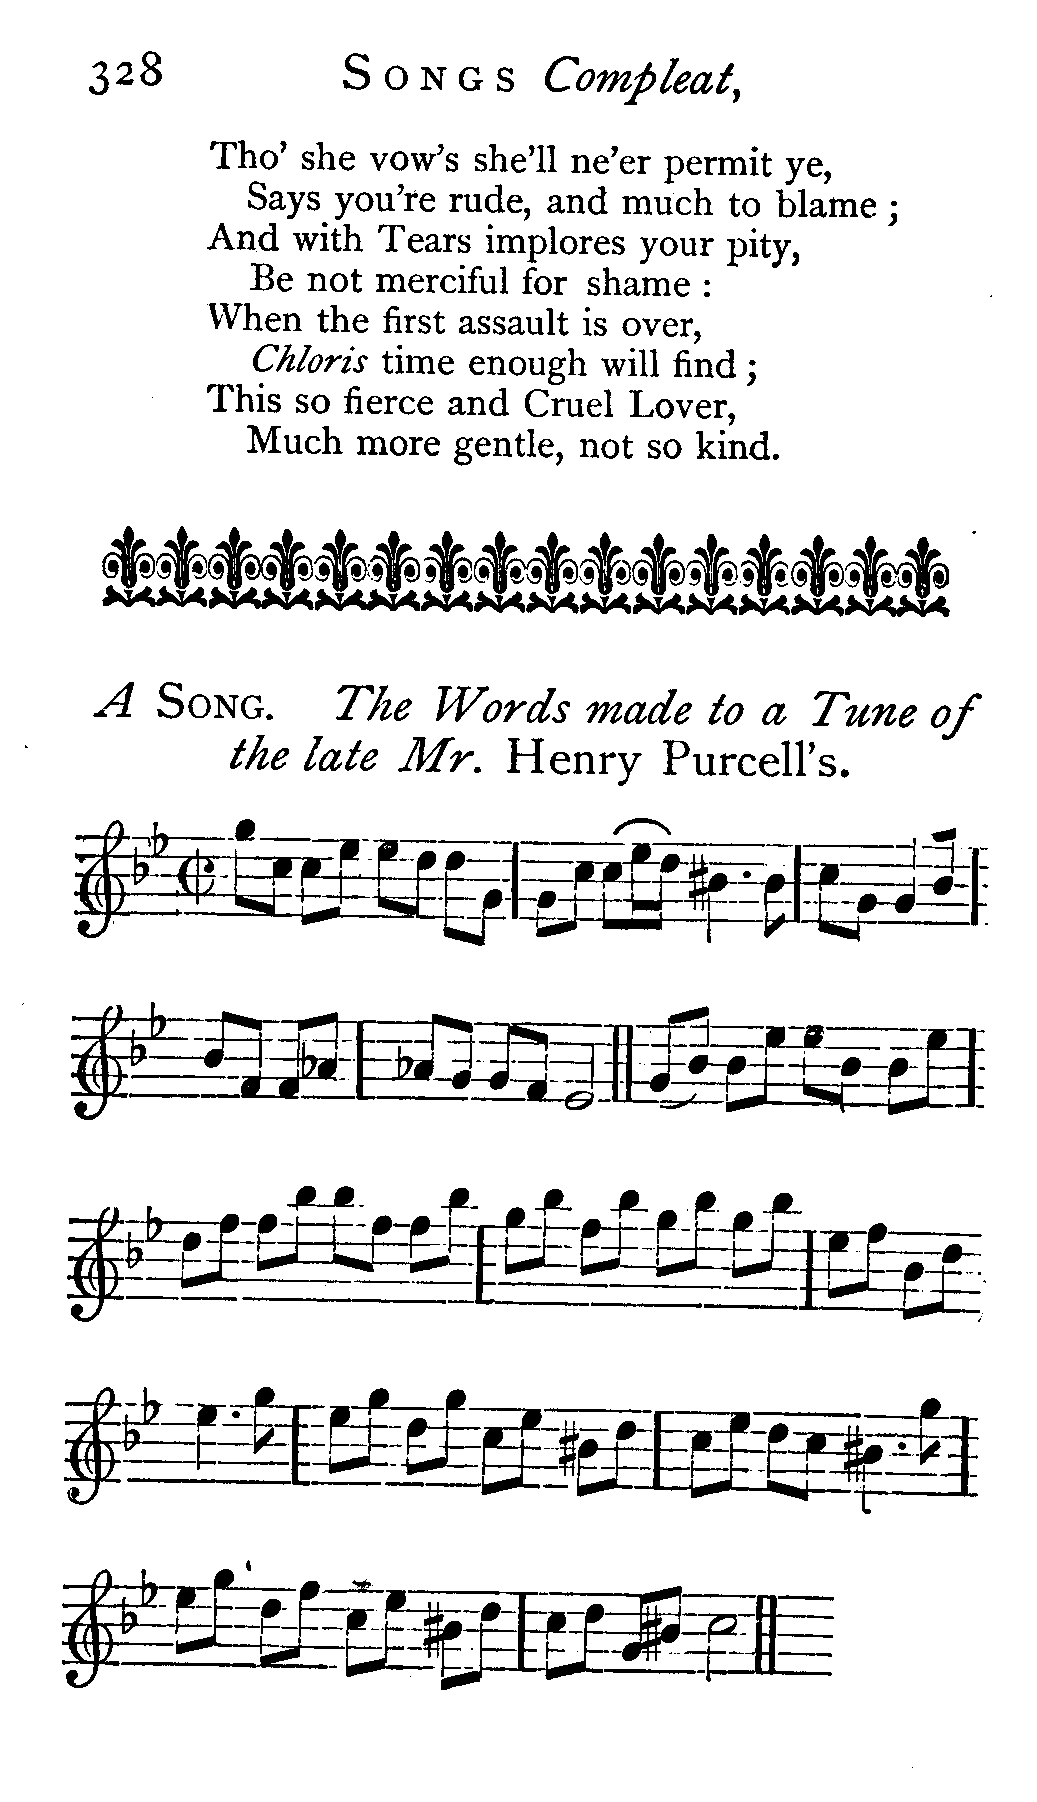 328 SONGS Compleat,
Tho' she vow's she'll ne'er permit ye,
Says you're rude, and much to blame ;
And with Tears implores your pity,
Be not merciful for shame :
When the first assault is over,
Chloris time enough will find ;
This so fierce and Cruel Lover,
Much more gentle, not so kind.
A SONG. The Words made to a Tune of
the late Mr. Henry Purcell's.